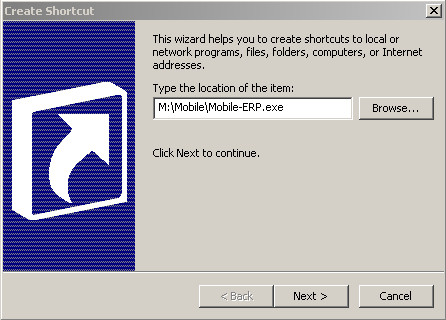 Create Shortcut
This wizard helps you to create shortcuts to local or
network programs, files, folders, computers, or Internet
addresses.
Type the location of the item:
M:\Mobile\Mobile-ERP.exe
Browse...
Click Next to continue.
< Back
Next >
Cancel